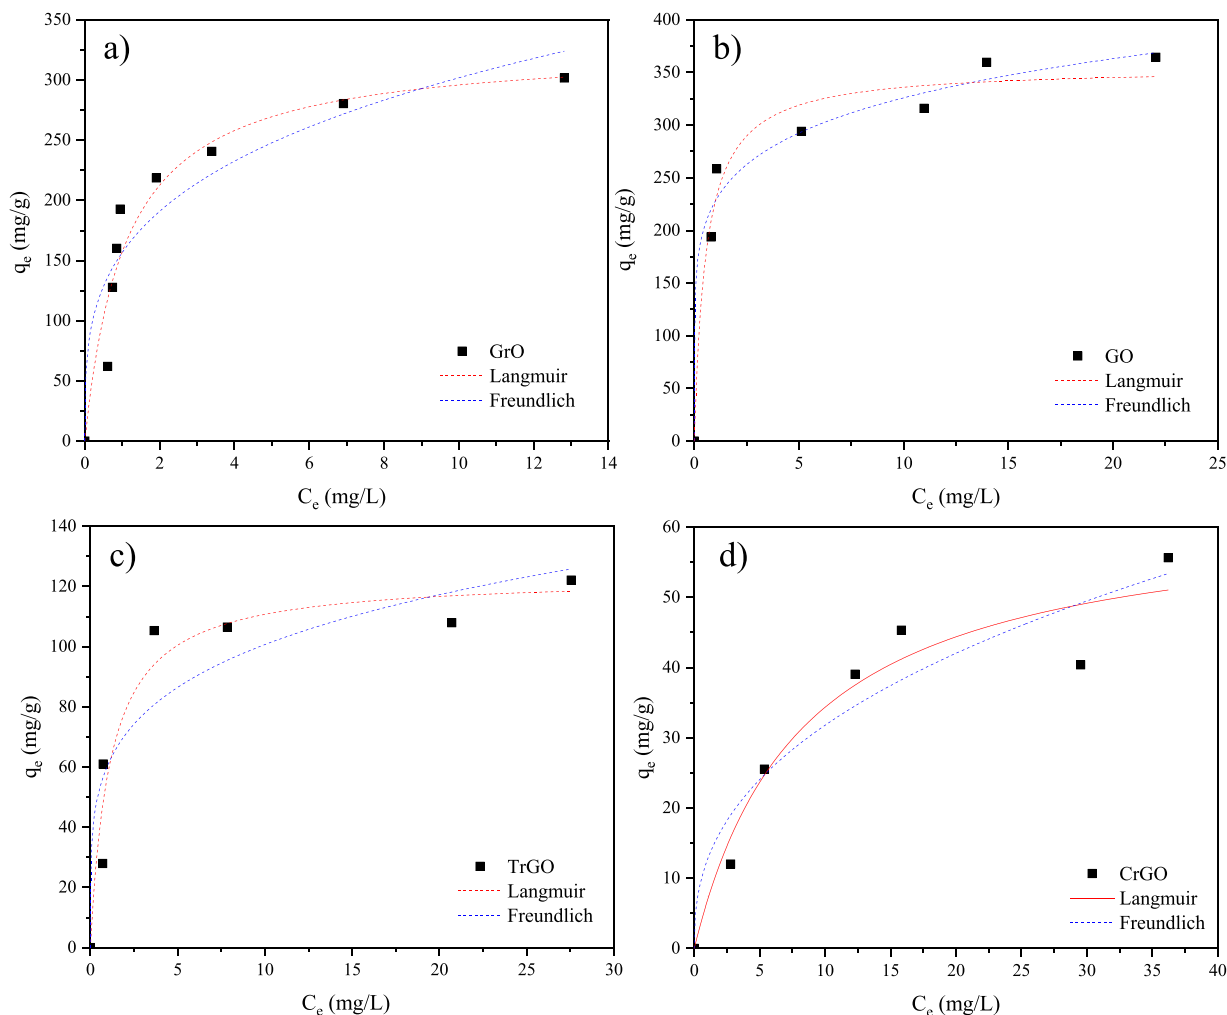 a)
350
300
250
200
150
100
50
0
qe (mg/g)
0 2 4 6 8 10 12 14
Ce (mg/L)
GrO
Langmuir
Freundlich
b)
400
350
300
250
200
150
100
50
0
qe (mg/g)
0 5 10 15 20 25
Ce (mg/L)
GO
Langmuir
Freundlich
c)
140
120
100
80
60
40
20
0
qe (mg/g)
0 5 10 15 20 25 30
Ce (mg/L)
TrGO
Langmuir
Freundlich
d)
60
50
40
30
20
10
0
qe (mg/g)
0 5 10 15 20 25 30 35 40
Ce (mg/L)
CrGO
Langmuir
Freundlich